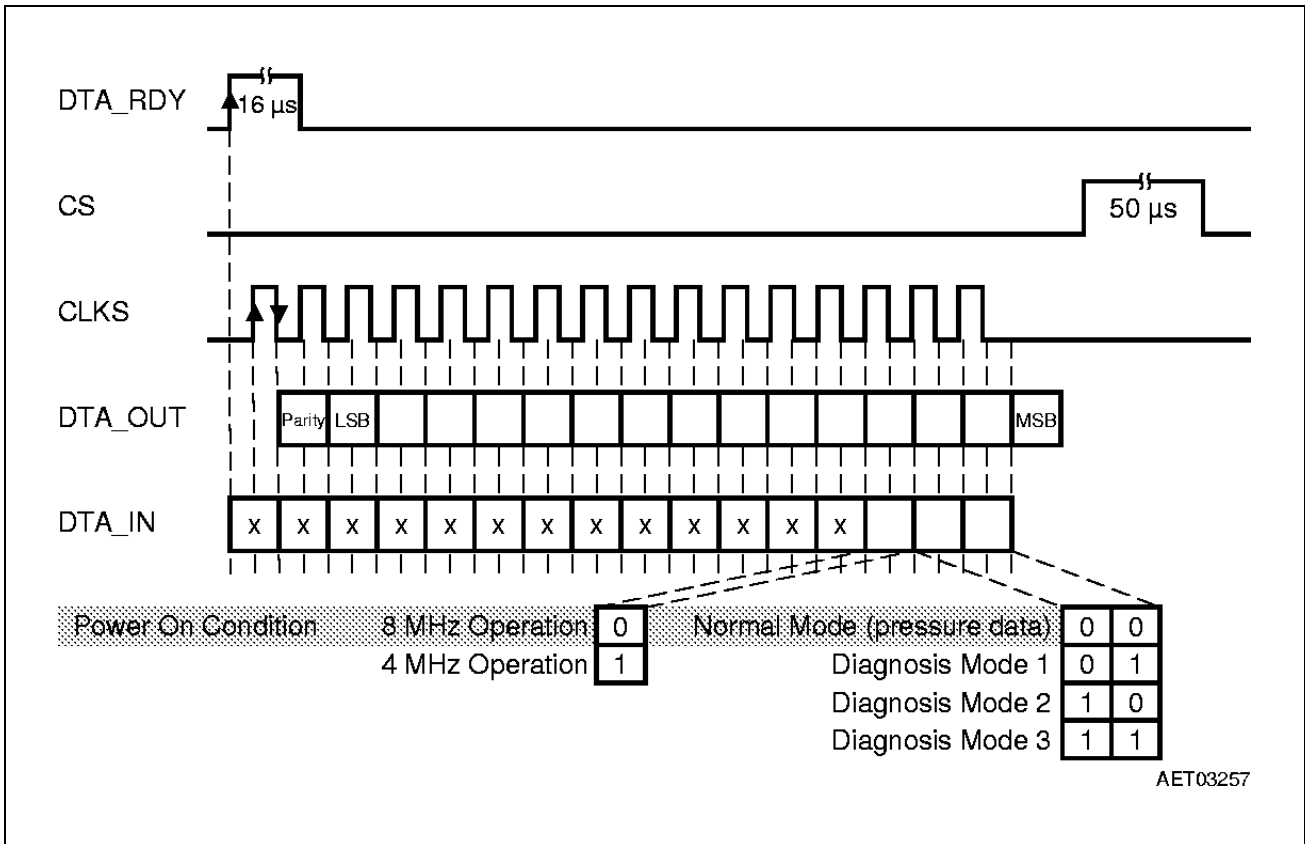 DTA_RDY
16 µs
CS
50 µs
CLKS
DTA_OUT
Parity LSB MSB
DTA_IN
x x x x x x x x x x x x x
Power On Condition 8 MHz Operation 0 Normal Mode (pressure data) 0 0
4 MHz Operation 1 Diagnosis Mode 1 0 1
Diagnosis Mode 2 1 0
Diagnosis Mode 3 1 1
AET03257